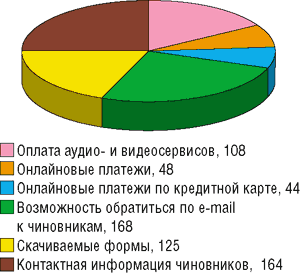 Оплата аудио- и видеосервисов, 108
Онлайновые платежи, 48
Онлайновые платежи по кредитной карте, 44
Возможность обратиться по e-mail
к чиновникам, 168
Скачиваемые формы, 125
Контактная информация чиновников, 164